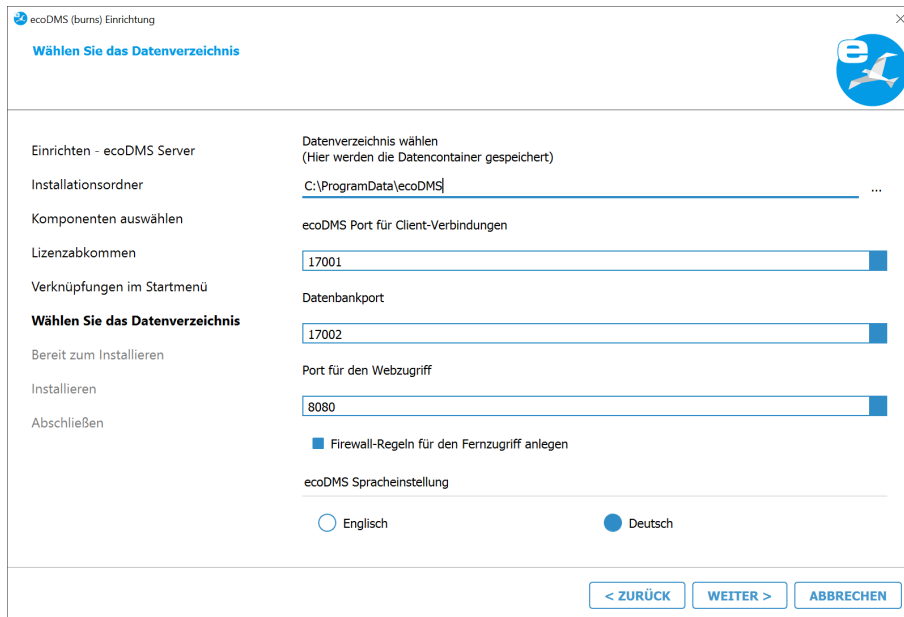 ecoDMS (burns) Einrichtung
Wählen Sie das Datenverzeichnis
e
Einrichten - ecoDMS Server
Installationsordner
Komponenten auswählen
Lizenzabkommen
Verknüpfungen im Startmenü
Wählen Sie das Datenverzeichnis
Bereit zum Installieren
Installieren
Abschließen
Datenverzeichnis wählen
(Hier werden die Datencontainer gespeichert)
C:\ProgramData\ecoDMS
...
ecoDMS Port für Client-Verbindungen
17001
Datenbankport
17002
Port für den Webzugriff
8080
Firewall-Regeln für den Fernzugriff anlegen
ecoDMS Spracheinstellung
Englisch
Deutsch
< ZURÜCK
WEITER >
ABBRECHEN